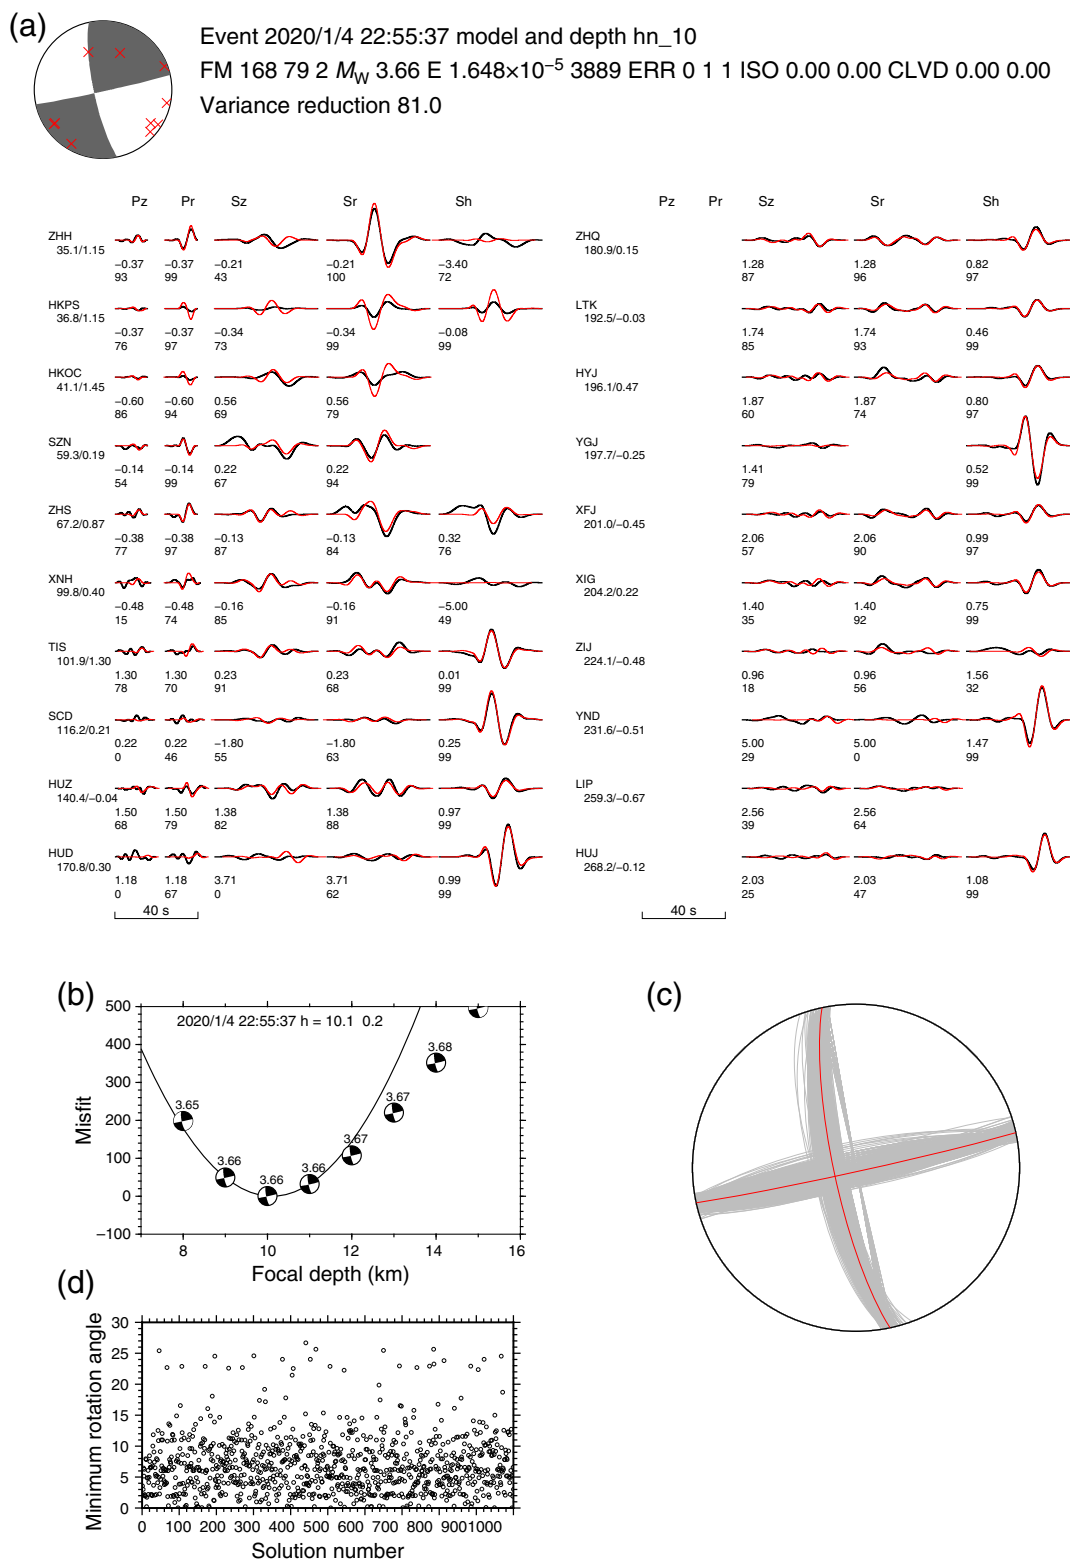 (a)
Event 2020/1/4 22:55:37 model and depth hn_10
FM 168 79 2 Mw 3.66 E 1.648×10−5 3889 ERR 0 1 1 ISO 0.00 0.00 CLVD 0.00 0.00
Variance reduction 81.0
Pz Pr Sz Sr Sh
ZHH
35.1/1.15
−0.37 −0.37 −0.21 −0.21 −3.40
93 99 43 100 72
HKPS
36.8/1.15
−0.37 −0.37 −0.34 −0.34 −0.08
76 97 73 99 99
HKOC
41.1/1.45
−0.60 −0.60 0.56 0.56
86 94 69 79
SZN
59.3/0.19
−0.14 −0.14 0.22 0.22
54 99 67 94
ZHS
67.2/0.87
−0.38 −0.38 −0.13 −0.13 0.32
77 97 87 84 76
XNH
99.8/0.40
−0.48 −0.48 −0.16 −0.16 −5.00
15 74 85 91 49
TIS
101.9/1.30
1.30 1.30 0.23 0.23 0.01
78 70 91 68 99
SCD
116.2/0.21
0.22 0.22 −1.80 −1.80 0.25
0 46 55 63 99
HUZ
140.4/−0.04
1.50 1.50 1.38 1.38 0.97
68 79 82 88 99
HUD
170.8/0.30
1.18 1.18 3.71 3.71 0.99
0 67 0 62 99
40 s
Pz Pr Sz Sr Sh
ZHQ
180.9/0.15
1.28 1.28 0.82
87 96 97
LTK
192.5/−0.03
1.74 1.74 0.46
85 93 99
HYJ
196.1/0.47
1.87 1.87 0.80
60 74 97
YGJ
197.7/−0.25
1.41 0.52
79 99
XFJ
201.0/−0.45
2.06 2.06 0.99
57 90 97
XIG
204.2/0.22
1.40 1.40 0.75
35 92 99
ZIJ
224.1/−0.48
0.96 0.96 1.56
18 56 32
YND
231.6/−0.51
5.00 5.00 1.47
29 0 99
LIP
259.3/−0.67
2.56 2.56
39 64
HUJ
268.2/−0.12
2.03 2.03 1.08
25 47 99
40 s
(b)
2020/1/4 22:55:37 h = 10.1 0.2
500
400
300
200
100
0
−100
Misfit
3.65
3.66
3.66
3.66
3.67
3.67
3.68
8 10 12 14 16
Focal depth (km)
(c)
(d)
30
25
20
15
10
5
0
Minimum rotation angle
0 100 200 300 400 500 600 700 800 900 1000
Solution number